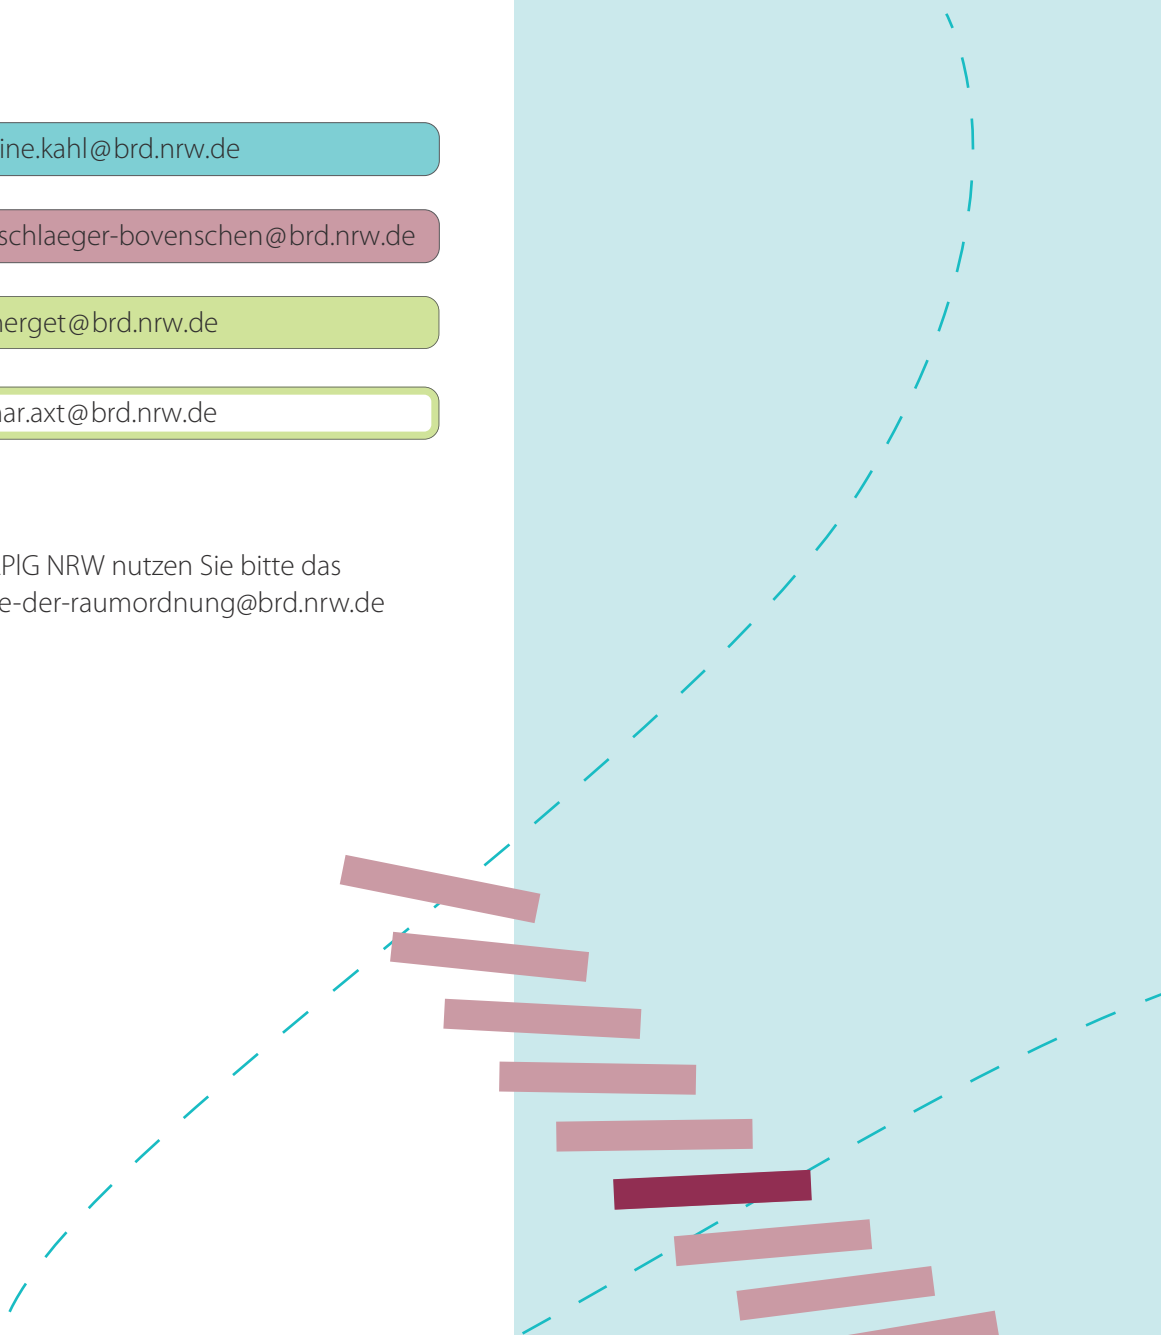 ine.kahl@brd.nrw.de
schlaeger-bovenschen@brd.nrw.de
nerget@brd.nrw.de
nar.axt@brd.nrw.de
PlG NRW nutzen Sie bitte das
e-der-raumordnung@brd.nrw.de